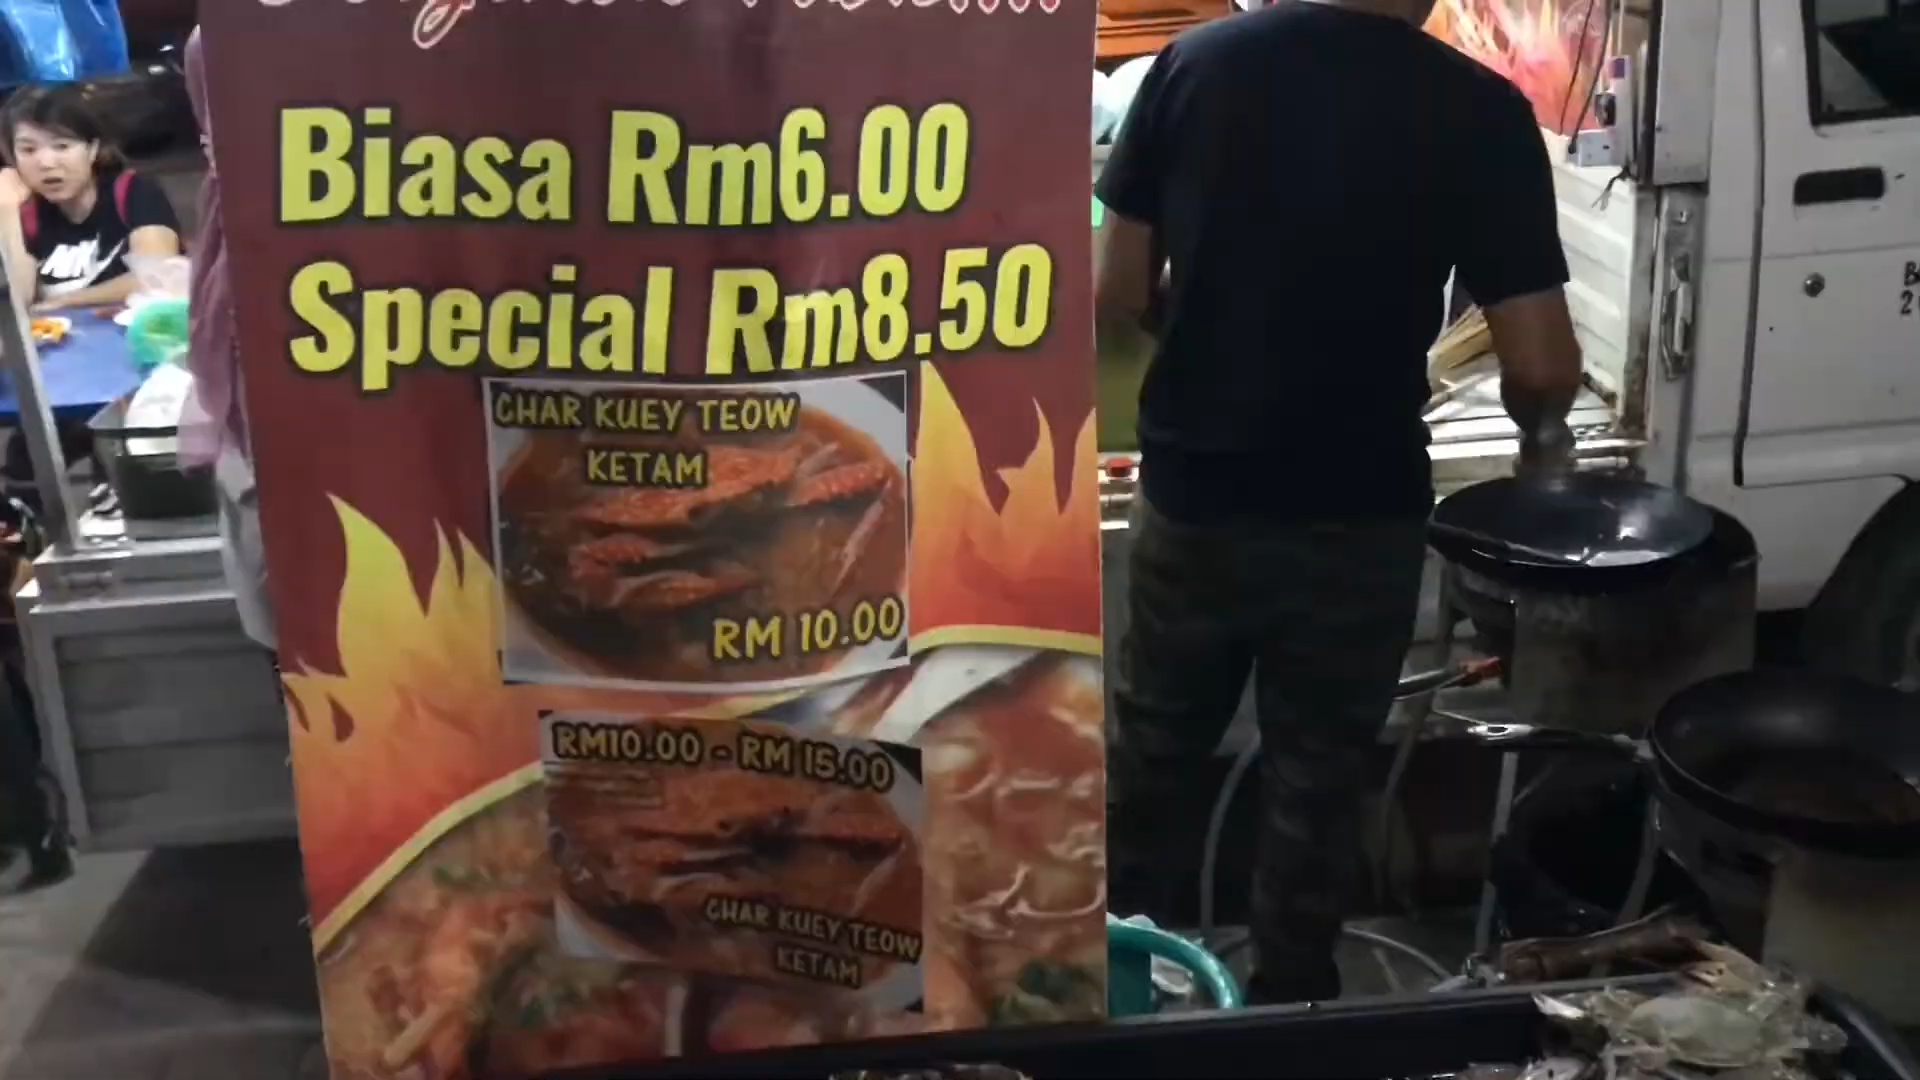 Biasa Rm6.00
Special Rm8.50
CHAR KUEY TEOW
KETAM
RM 10.00
RM10.00 - RM 15.00
CHAR KUEY TEOW
KETAM